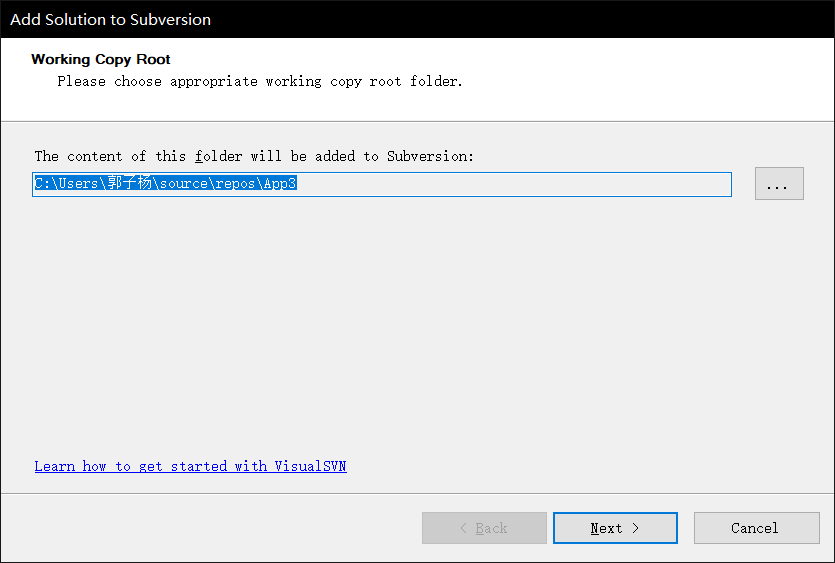 Add Solution to Subversion
Working Copy Root
Please choose appropriate working copy root folder.
The content of this folder will be added to Subversion:
C:\Users\郭子杨\source\repos\App3
...
Learn how to get started with VisualSVN
< Back
Next >
Cancel